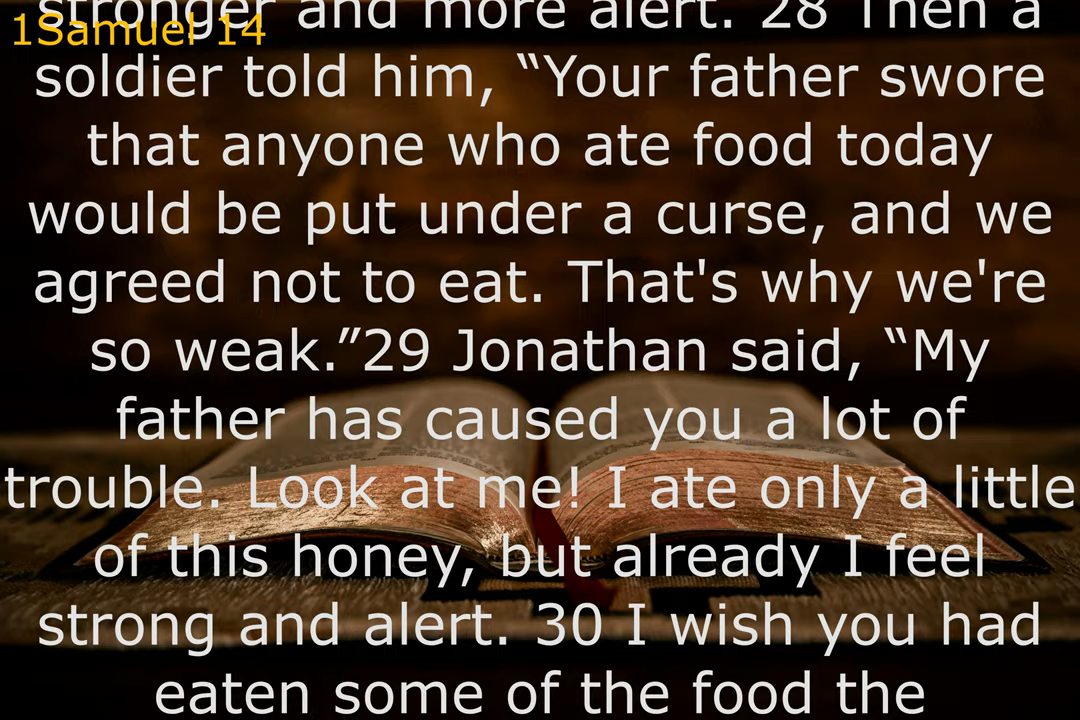 stronger and more alert. 28 Then a
1Samuel 14
soldier told him, “Your father swore
that anyone who ate food today
would be put under a curse, and we
agreed not to eat. That's why we're
so weak.”29 Jonathan said, “My
father has caused you a lot of
trouble. Look at me! I ate only a little
of this honey, but already I feel
strong and alert. 30 I wish you had
eaten some of the food the